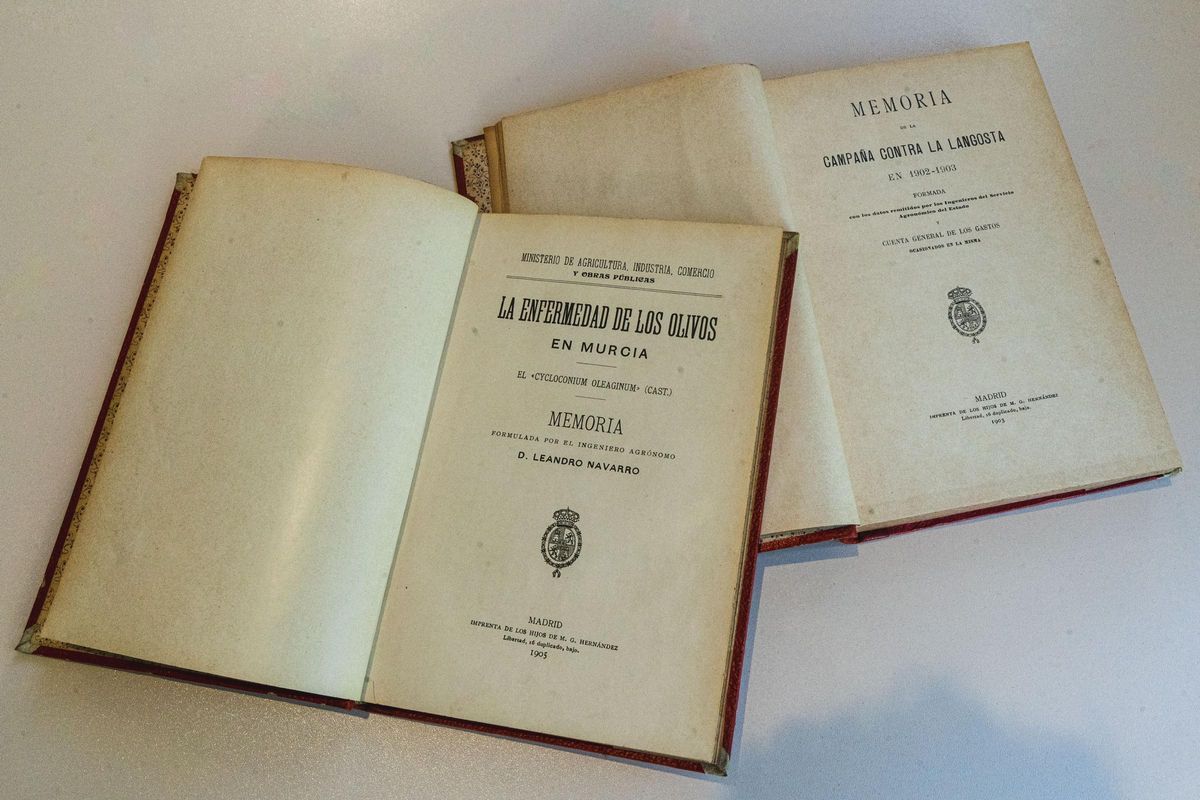 MINISTERIO DE AGRICULTURA, INDUSTRIA, COMERCIO
Y OBRAS PÚBLICAS
LA ENFERMEDAD DE LOS OLIVOS
EN MURCIA
EL «CYCLOCONIUM OLEAGINUM» (CAST.)
MEMORIA
FORMULADA POR EL INGENIERO AGRÓNOMO
D. LEANDRO NAVARRO
MADRID
IMPRENTA DE LOS HIJOS DE M. G. HERNÁNDEZ
Libertad, 16 duplicado, bajo.
1905
MEMORIA
DE LA
CAMPAÑA CONTRA LA LANGOSTA
EN 1902-1903
FORMADA
con los datos remitidos por los Ingenieros del Servicio
Agronómico del Estado
Y
CUENTA GENERAL DE LOS GASTOS
OCASIONADOS EN LA MISMA
MADRID
IMPRENTA DE LOS HIJOS DE M. G. HERNÁNDEZ
Libertad, 16 duplicado, bajo.